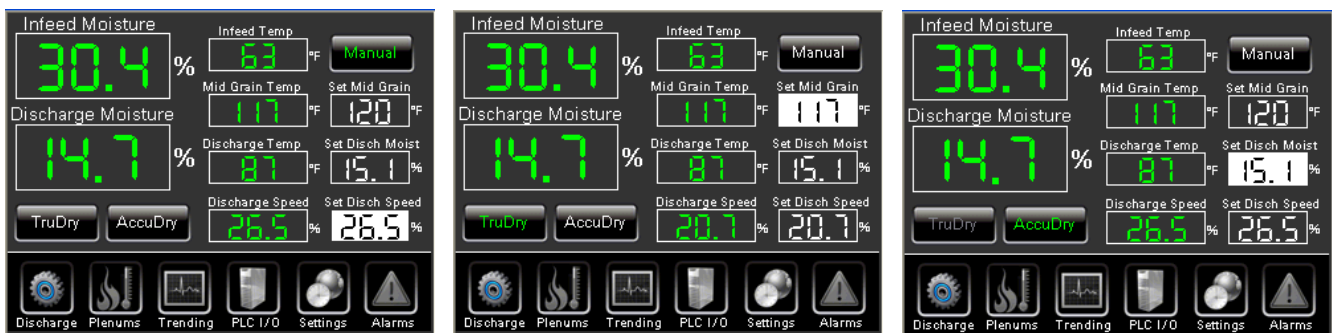 Infeed Moisture
30.4 %
Infeed Temp
63 °F
Manual
Mid Grain Temp
117 °F
Set Mid Grain
120 °F
Discharge Moisture
14.7 %
Discharge Temp
87 °F
Set Disch Moist
15.1 %
TruDry
AccuDry
Discharge Speed
26.5 %
Set Disch Speed
26.5 %
Discharge
Plenums
Trending
PLC I/O
Settings
Alarms
Infeed Moisture
30.4 %
Infeed Temp
63 °F
Manual
Mid Grain Temp
117 °F
Set Mid Grain
117 °F
Discharge Moisture
14.7 %
Discharge Temp
87 °F
Set Disch Moist
15.1 %
TruDry
AccuDry
Discharge Speed
20.7 %
Set Disch Speed
20.7 %
Discharge
Plenums
Trending
PLC I/O
Settings
Alarms
Infeed Moisture
30.4 %
Infeed Temp
63 °F
Manual
Mid Grain Temp
117 °F
Set Mid Grain
120 °F
Discharge Moisture
14.7 %
Discharge Temp
87 °F
Set Disch Moist
15.1 %
TruDry
AccuDry
Discharge Speed
26.5 %
Set Disch Speed
26.5 %
Discharge
Plenums
Trending
PLC I/O
Settings
Alarms